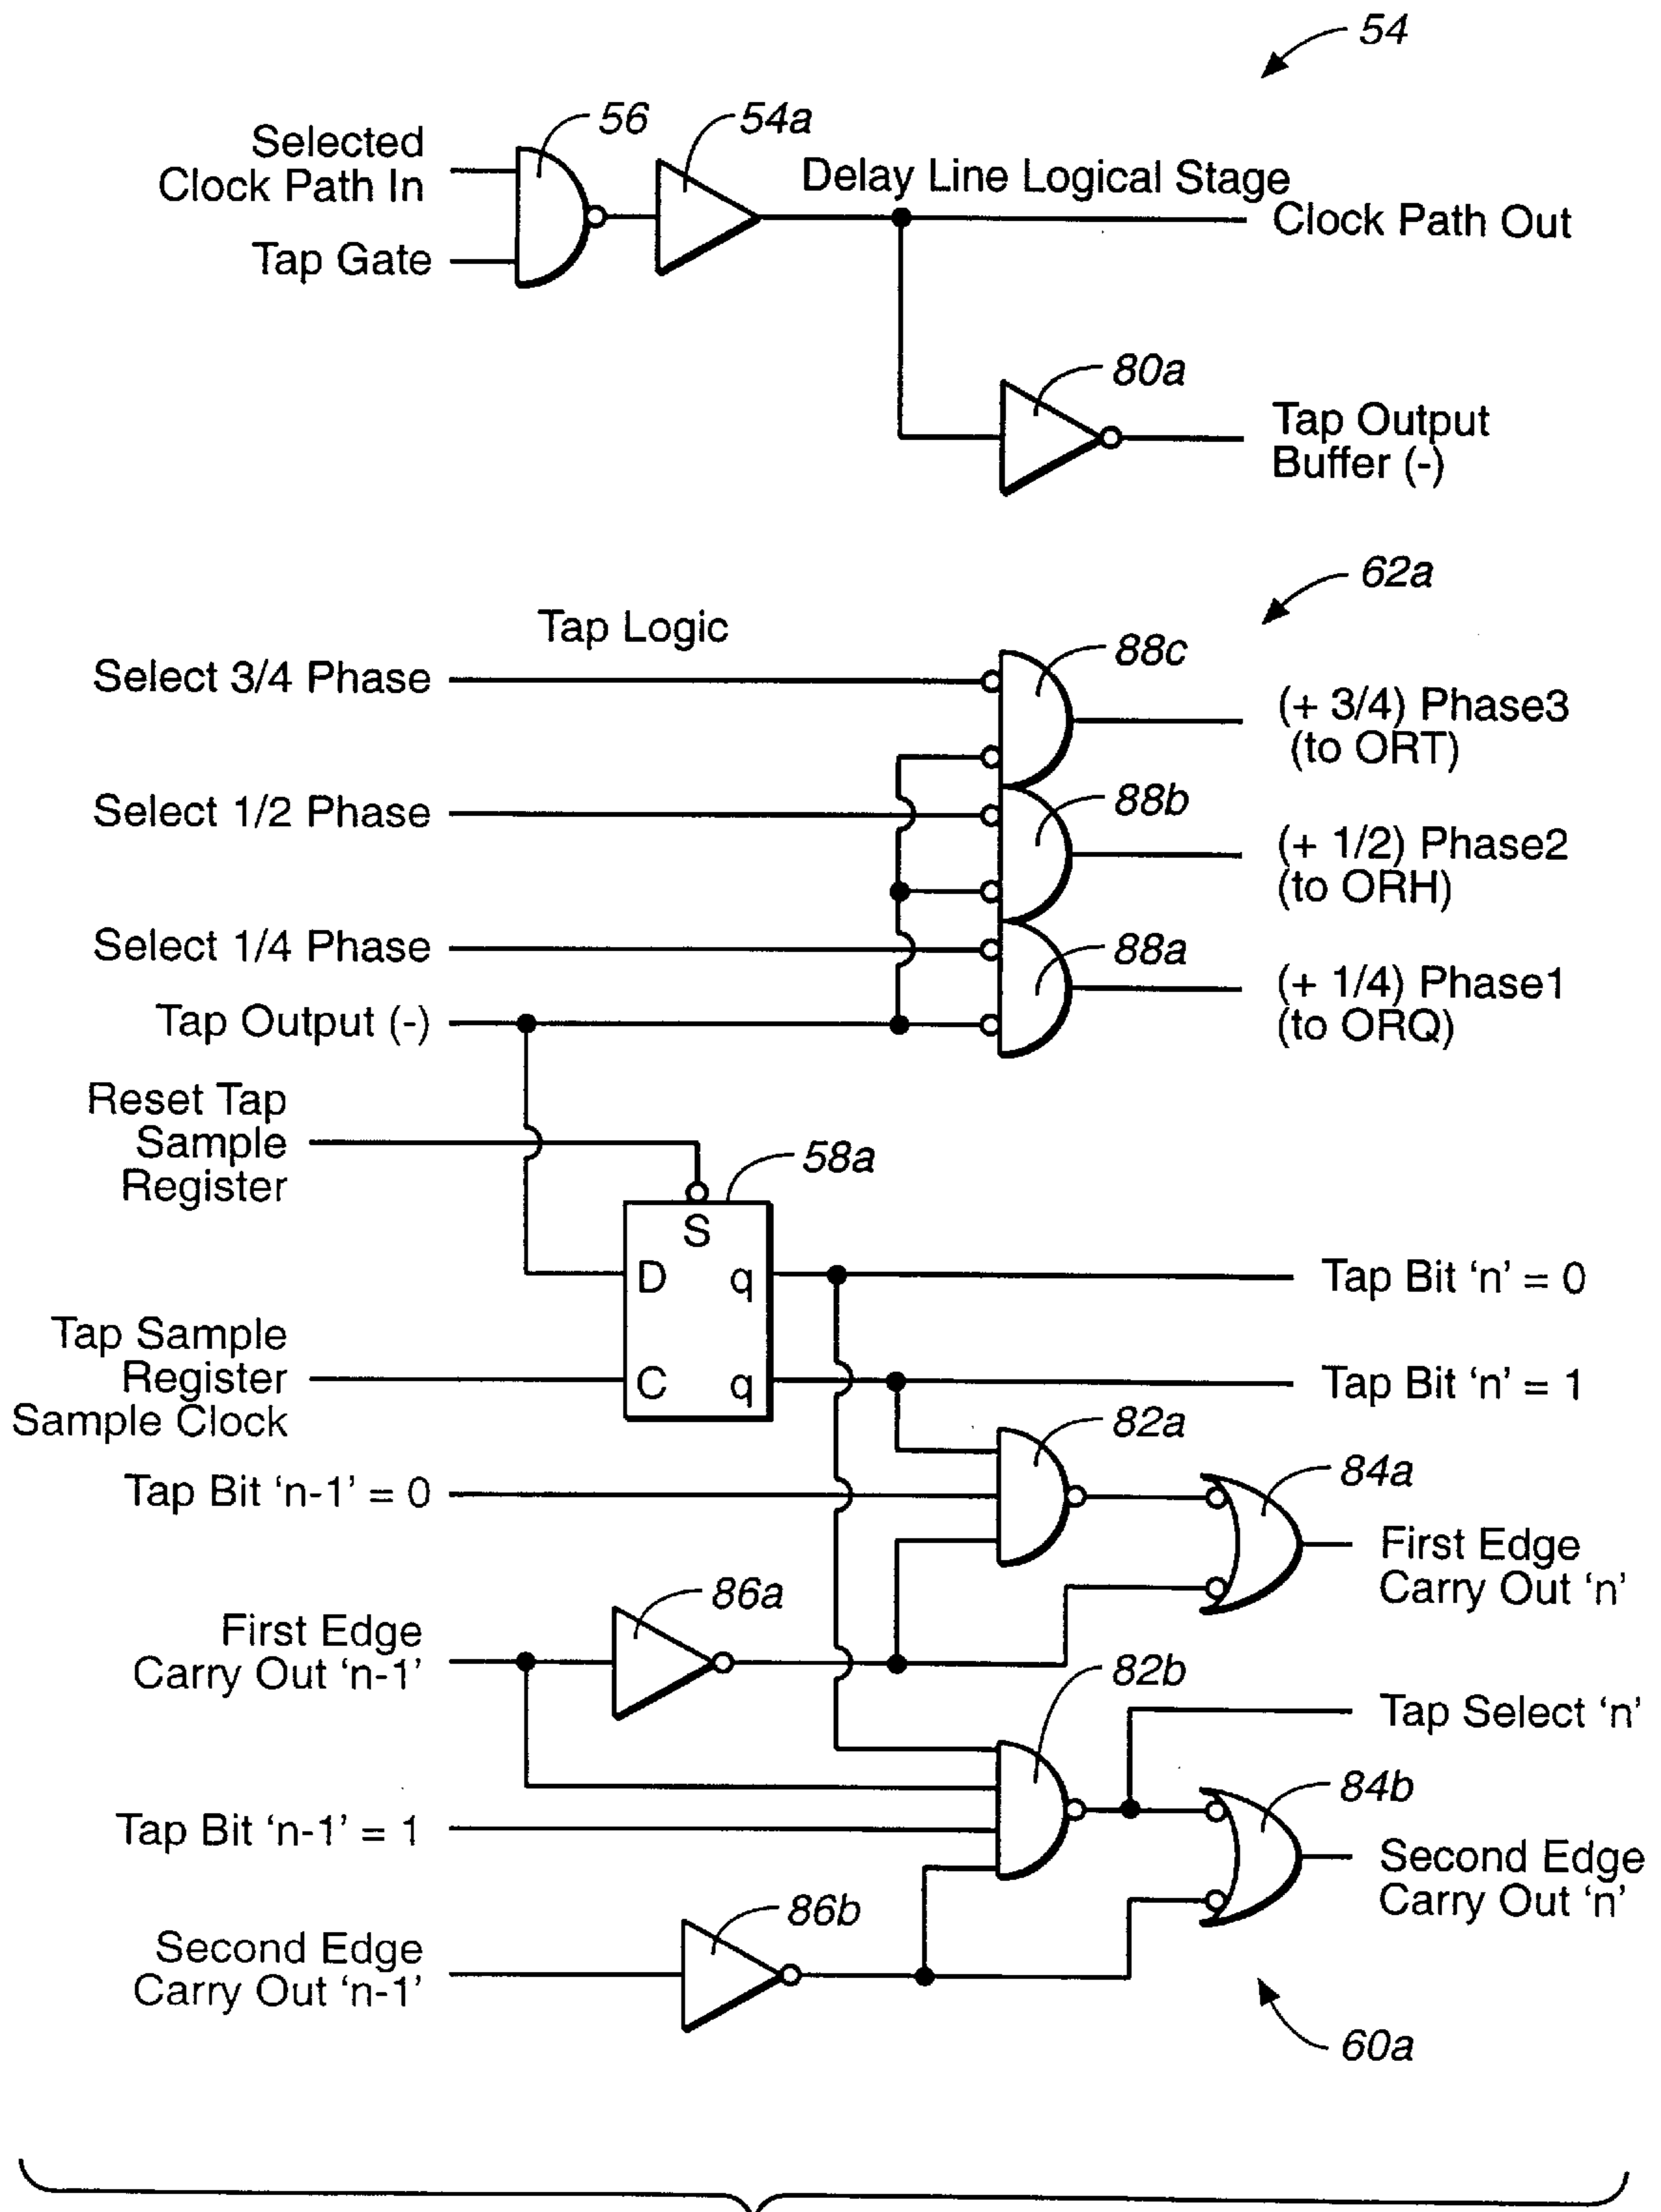 54
56
54a
Selected
Clock Path In
Delay Line Logical Stage
Clock Path Out
Tap Gate
80a
Tap Output
Buffer (-)
62a
Tap Logic
88c
Select 3/4 Phase
(+ 3/4) Phase3
(to ORT)
88b
Select 1/2 Phase
(+ 1/2) Phase2
(to ORH)
88a
Select 1/4 Phase
(+ 1/4) Phase1
(to ORQ)
Tap Output (-)
Reset Tap
Sample
Register
58a
S
D q
Tap Bit ‘n’ = 0
Tap Sample
Register
Sample Clock
C q
Tap Bit ‘n’ = 1
82a
Tap Bit ‘n-1’ = 0
84a
First Edge
Carry Out ‘n’
86a
First Edge
Carry Out ‘n-1’
82b
Tap Select ‘n’
84b
Tap Bit ‘n-1’ = 1
Second Edge
Carry Out ‘n’
86b
Second Edge
Carry Out ‘n-1’
60a